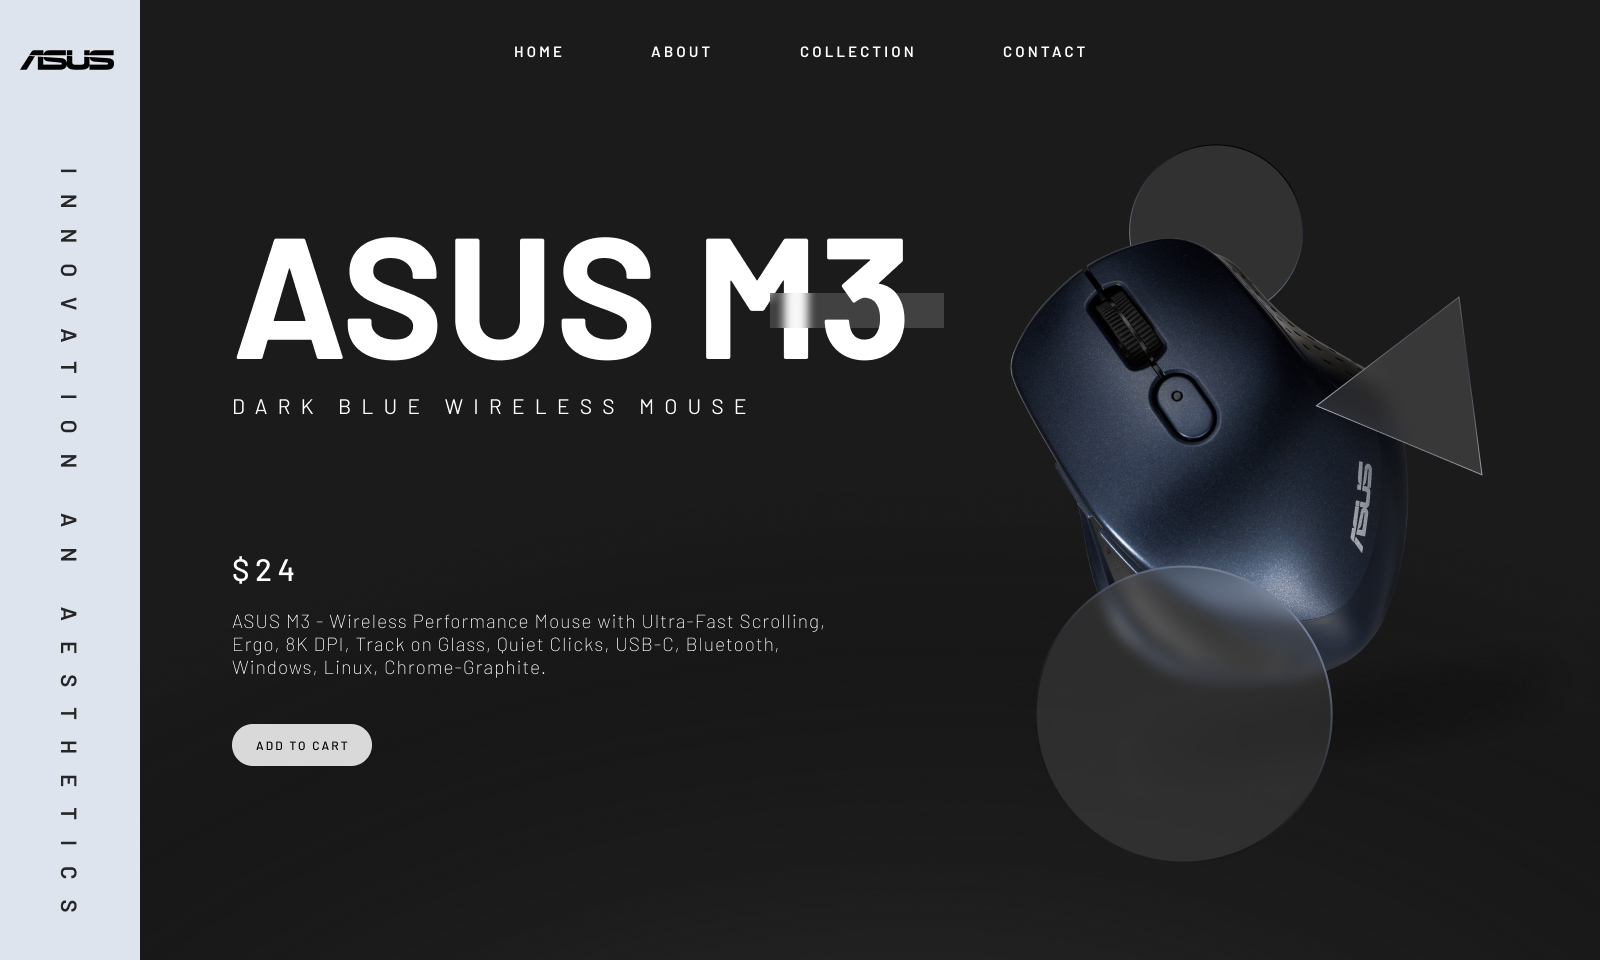 ASUS
HOME ABOUT COLLECTION CONTACT
INNOVATION AN AESTHETICS
ASUS M3
DARK BLUE WIRELESS MOUSE
ASUS
$24
ASUS M3 - Wireless Performance Mouse with Ultra-Fast Scrolling,
Ergo, 8K DPI, Track on Glass, Quiet Clicks, USB-C, Bluetooth,
Windows, Linux, Chrome-Graphite.
ADD TO CART